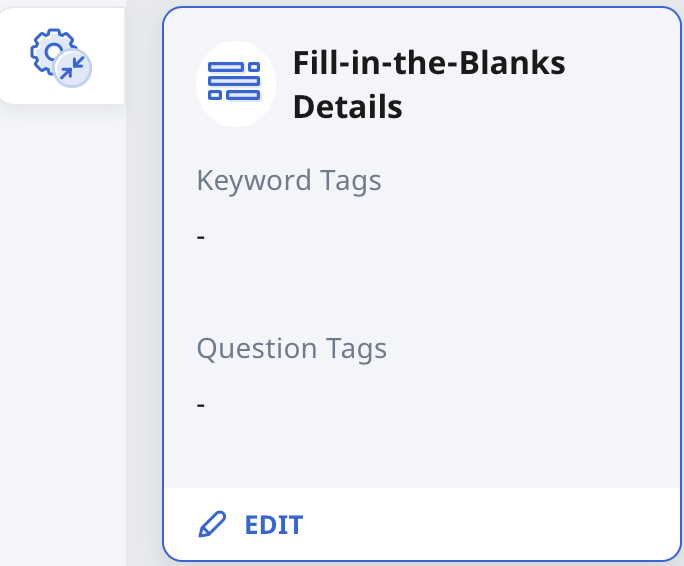 Fill-in-the-Blanks
Details
Keyword Tags
-
Question Tags
-
EDIT